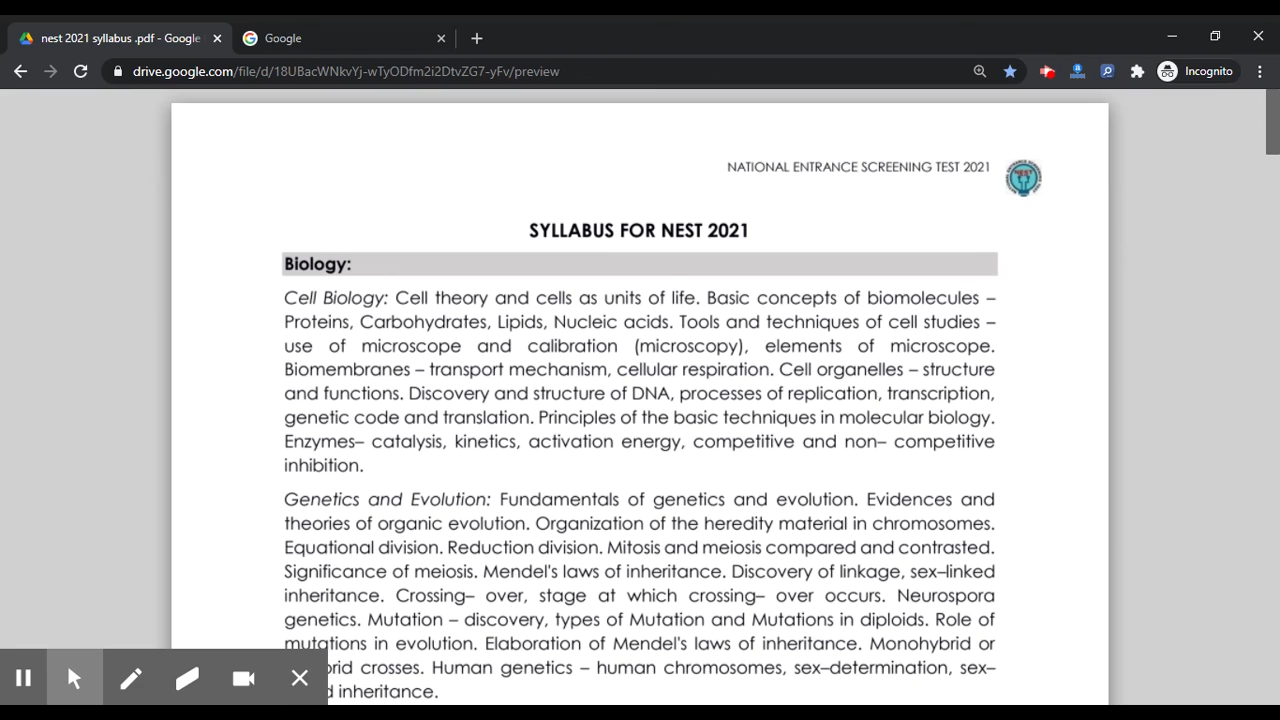 nest 2021 syllabus .pdf - Google
Google
drive.google.com/file/d/18UBacWNkvYj-wTyODfm2i2DtvZG7-yFv/preview
Incognito
NATIONAL ENTRANCE SCREENING TEST 2021
NEST
SYLLABUS FOR NEST 2021
Biology:
Cell Biology: Cell theory and cells as units of life. Basic concepts of biomolecules –
Proteins, Carbohydrates, Lipids, Nucleic acids. Tools and techniques of cell studies –
use of microscope and calibration (microscopy), elements of microscope.
Biomembranes – transport mechanism, cellular respiration. Cell organelles – structure
and functions. Discovery and structure of DNA, processes of replication, transcription,
genetic code and translation. Principles of the basic techniques in molecular biology.
Enzymes– catalysis, kinetics, activation energy, competitive and non– competitive
inhibition.
Genetics and Evolution: Fundamentals of genetics and evolution. Evidences and
theories of organic evolution. Organization of the heredity material in chromosomes.
Equational division. Reduction division. Mitosis and meiosis compared and contrasted.
Significance of meiosis. Mendel's laws of inheritance. Discovery of linkage, sex–linked
inheritance. Crossing– over, stage at which crossing– over occurs. Neurospora
genetics. Mutation – discovery, types of Mutation and Mutations in diploids. Role of
mutations in evolution. Elaboration of Mendel's laws of inheritance. Monohybrid or
crosses. Human genetics – human chromosomes, sex–determination, sex–
inheritance.